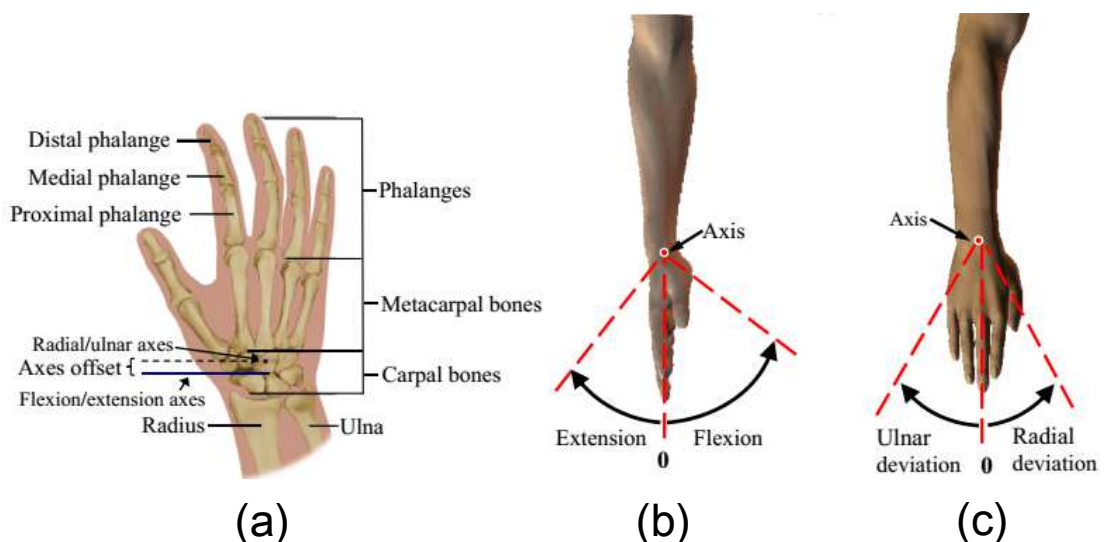 Distal phalange
Medial phalange
Proximal phalange
Phalanges
Metacarpal bones
Radial/ulnar axes
Axes offset
Flexion/extension axes
Carpal bones
Radius
Ulna
(a)
Axis
Extension
Flexion
0
(b)
Axis
Ulnar
deviation
0
Radial
deviation
(c)